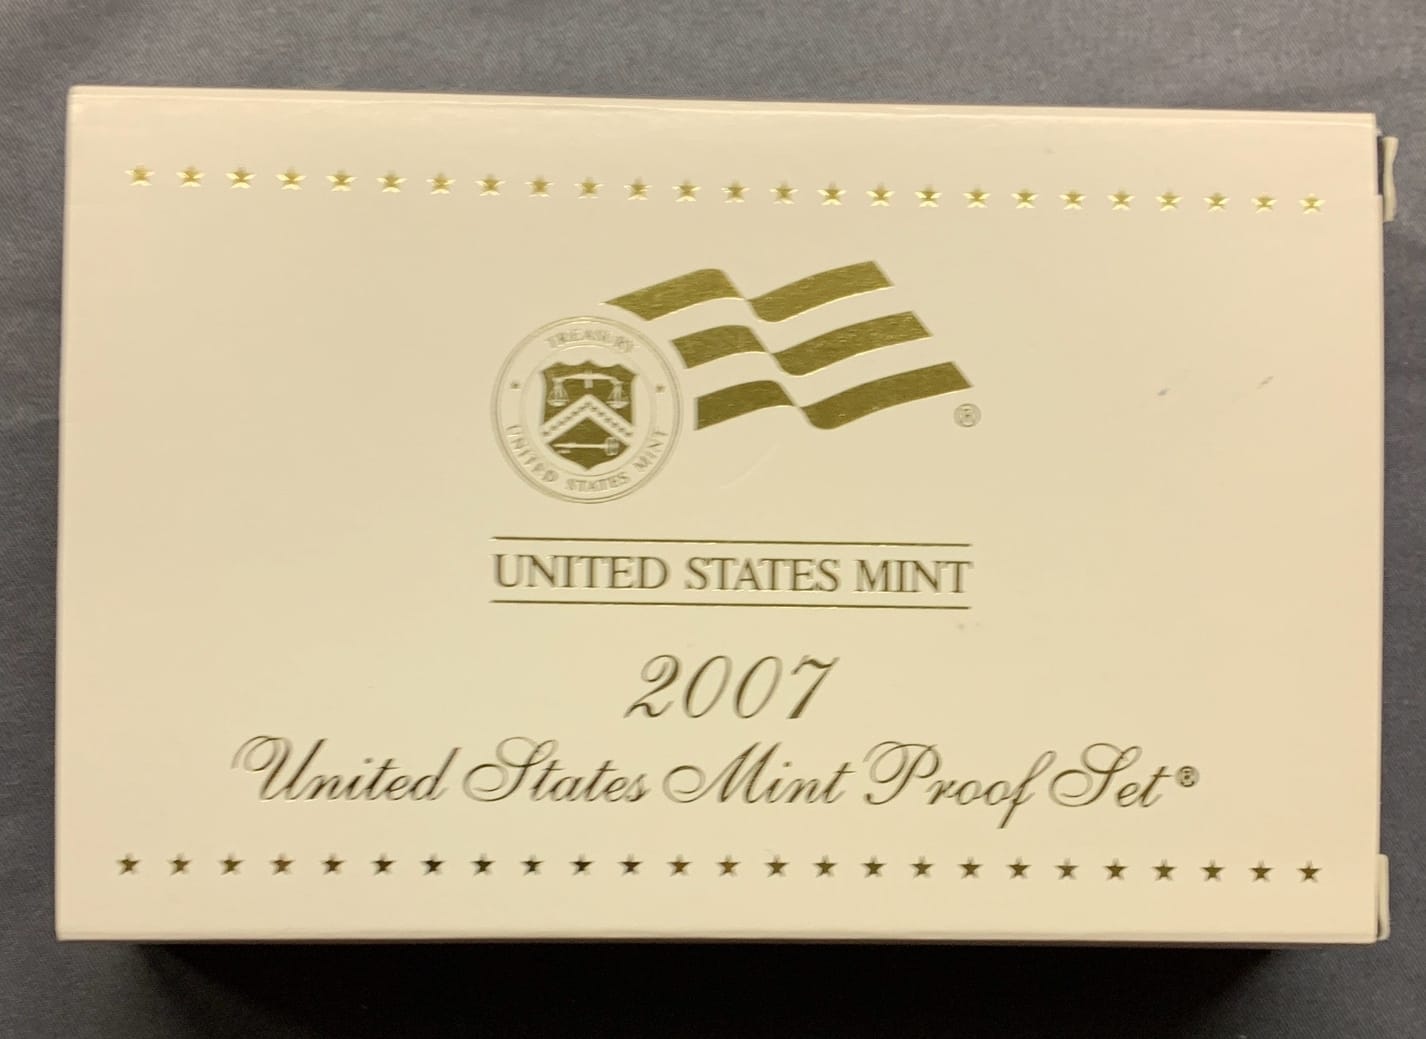 TREASURY
UNITED STATES MINT
®
UNITED STATES MINT
2007
United States Mint Proof Set®